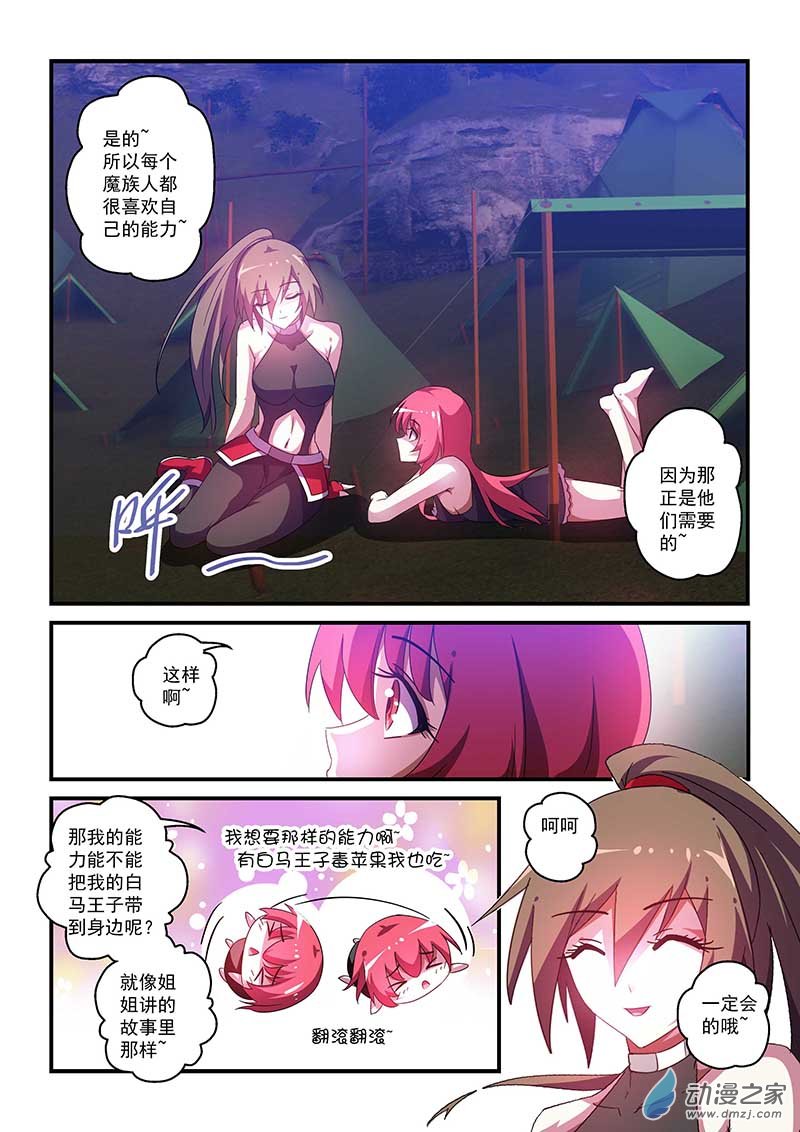 是的~
所以每个
魔族人都
很喜欢自
己的能力~
因为那
正是他
们需要
的~
呼
这样
啊~
那我的能
力能不能
把我的白
马王子带
到身边呢?
就像姐
姐讲的
故事里
那样~
我想要那样的能力啊~
有白马王子毒苹果我也吃~
翻滚翻滚~
呵呵
一定会
的哦~
动漫之家
www.dmzj.com